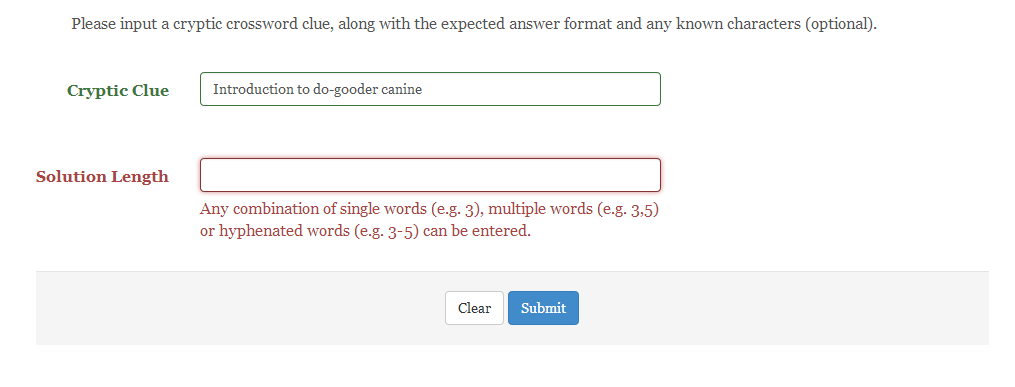 Please input a cryptic crossword clue, along with the expected answer format and any known characters (optional).
Cryptic Clue
Introduction to do-gooder canine
Solution Length
Any combination of single words (e.g. 3), multiple words (e.g. 3,5)
or hyphenated words (e.g. 3-5) can be entered.
Clear
Submit